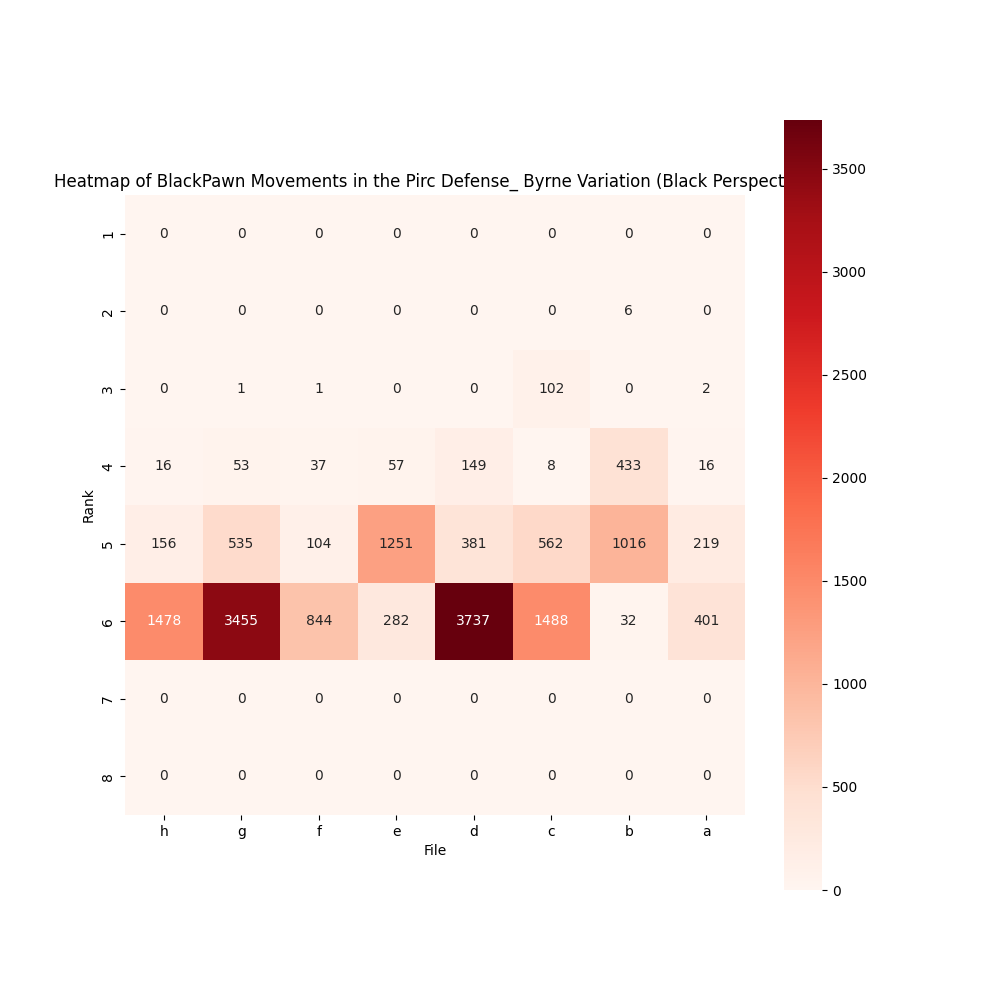 Heatmap of BlackPawn Movements in the Pirc Defense_ Byrne Variation (Black Perspect
1 0 0 0 0 0 0 0 0
2 0 0 0 0 0 0 6 0
3 0 1 1 0 0 102 0 2
4 16 53 37 57 149 8 433 16
Rank
5 156 535 104 1251 381 562 1016 219
6 1478 3455 844 282 3737 1488 32 401
7 0 0 0 0 0 0 0 0
8 0 0 0 0 0 0 0 0
h g f e d c b a
File
3500
3000
2500
2000
1500
1000
500
0